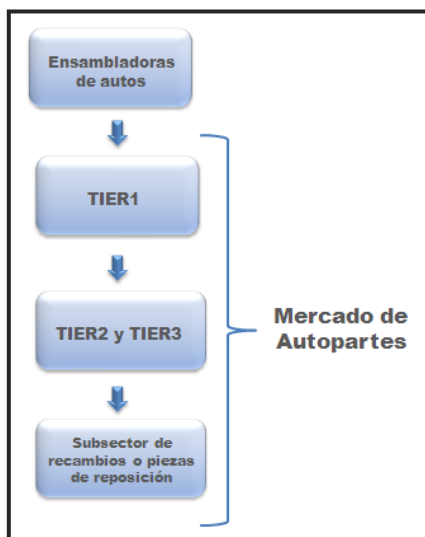 Ensambladoras
de autos
TIER1
TIER2 y TIER3
Mercado de
Autopartes
Subsector de
recambios o piezas
de reposición